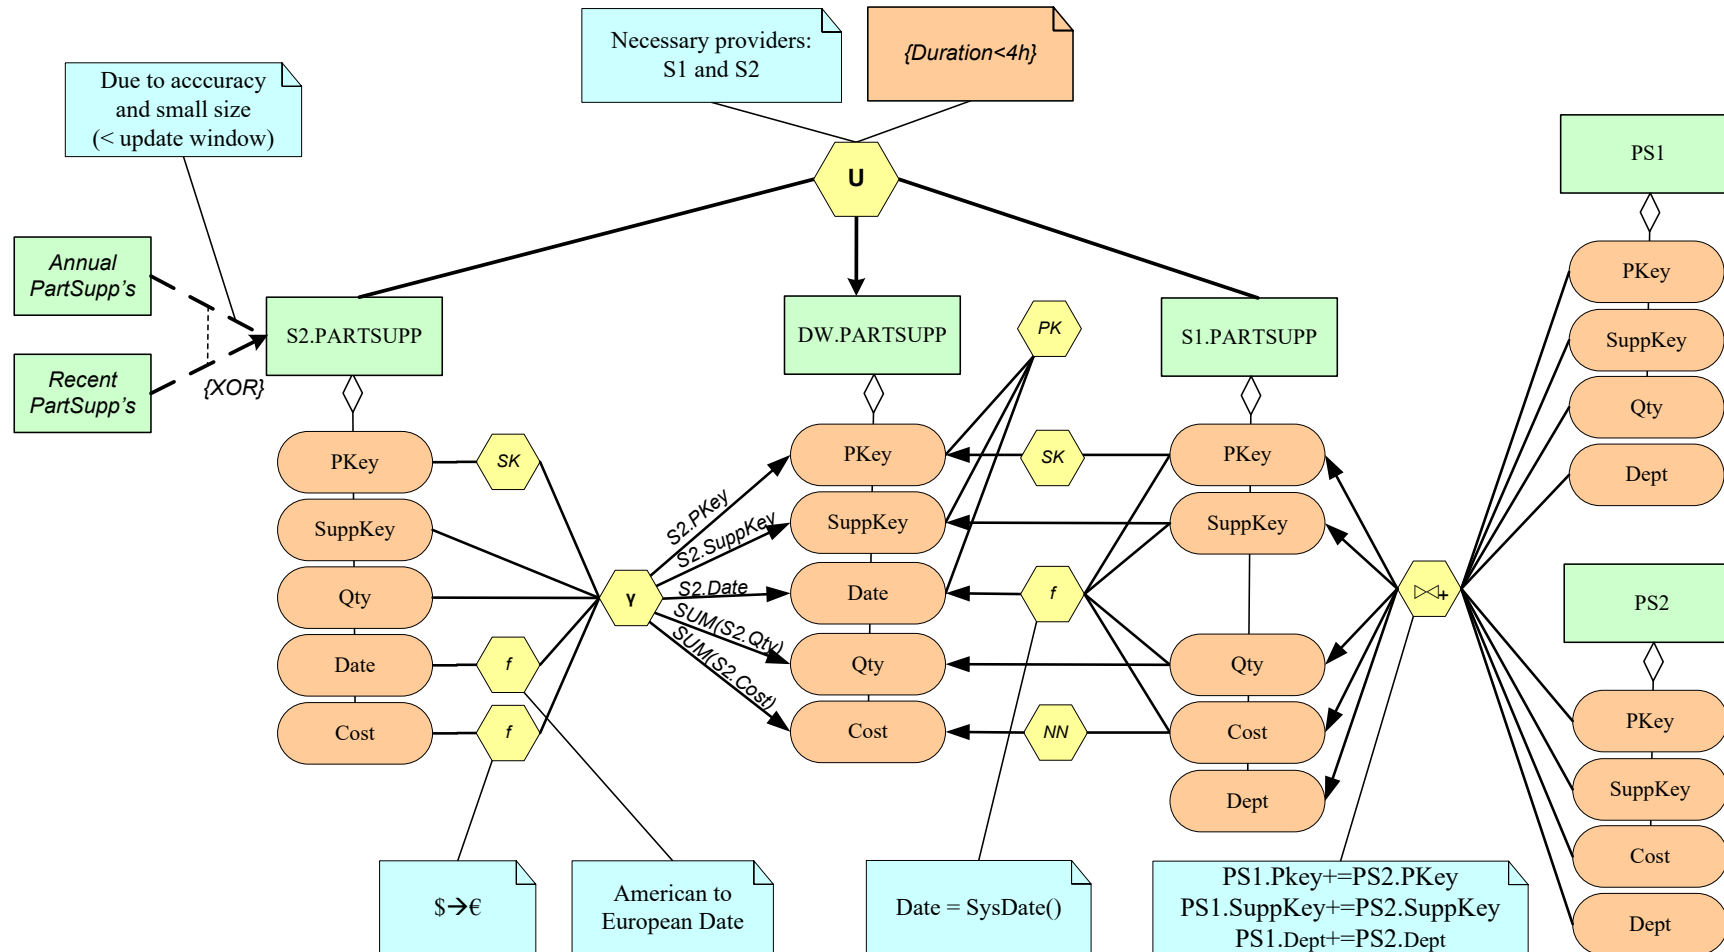 Necessary providers:
S1 and S2
{Duration<4h}
Due to acccuracy
and small size
(< update window)
U
PS1
Annual
PartSupp's
Recent
PartSupp's
{XOR}
S2.PARTSUPP
DW.PARTSUPP
PK
S1.PARTSUPP
PKey
SuppKey
Qty
Dept
PKey
SK
SuppKey
Qty
Date
f
Cost
f
γ
S2.PKey
S2.SuppKey
S2.Date
SUM(S2.Qty)
SUM(S2.Cost)
PKey
SuppKey
Date
Qty
Cost
SK
f
NN
PKey
SuppKey
Qty
Cost
Dept
⋈+
PS2
PKey
SuppKey
Cost
Dept
$→€
American to
European Date
Date = SysDate()
PS1.Pkey+=PS2.PKey
PS1.SuppKey+=PS2.SuppKey
PS1.Dept+=PS2.Dept